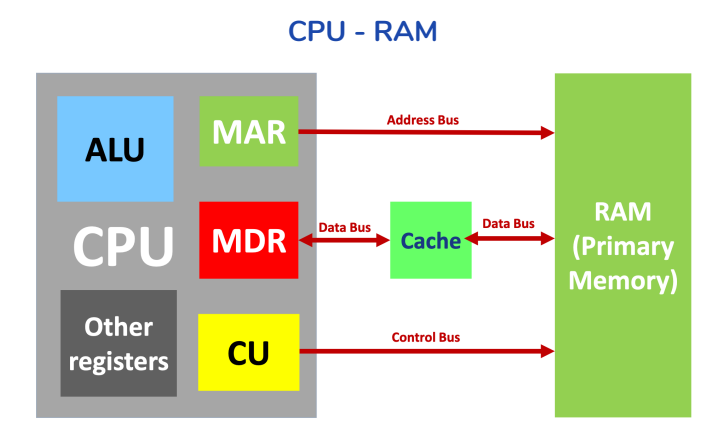 CPU - RAM
ALU
MAR
Address Bus
CPU
MDR
Data Bus
Cache
Data Bus
RAM
(Primary
Memory)
Other
registers
CU
Control Bus